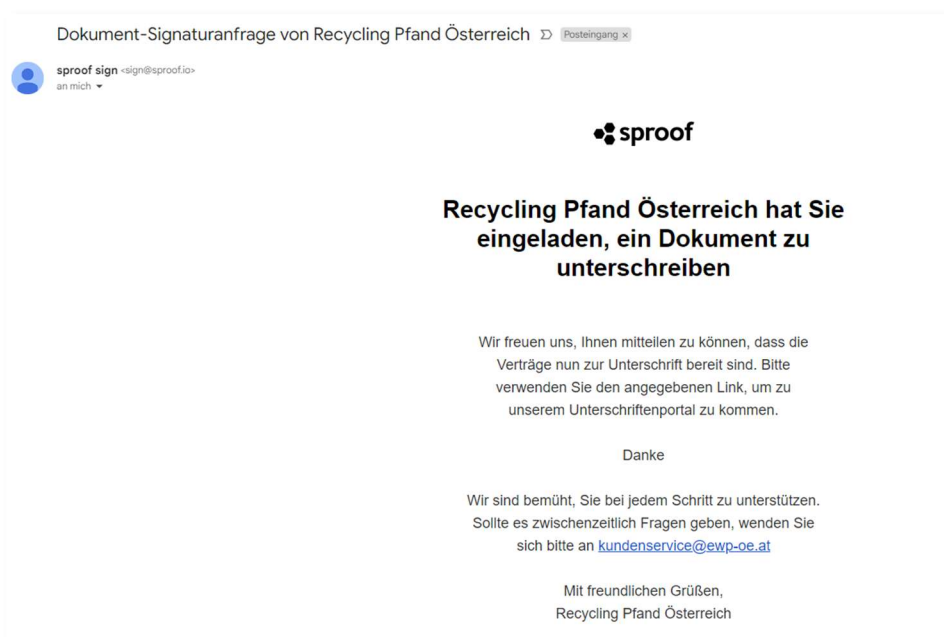 Dokument-Signaturanfrage von Recycling Pfand Österreich Posteingang ×
sproof sign <sign@sproof.io>
an mich
sproof
Recycling Pfand Österreich hat Sie
eingeladen, ein Dokument zu
unterschreiben
Wir freuen uns, Ihnen mitteilen zu können, dass die
Verträge nun zur Unterschrift bereit sind. Bitte
verwenden Sie den angegebenen Link, um zu
unserem Unterschriftenportal zu kommen.
Danke
Wir sind bemüht, Sie bei jedem Schritt zu unterstützen.
Sollte es zwischenzeitlich Fragen geben, wenden Sie
sich bitte an kundenservice@ewp-oe.at
Mit freundlichen Grüßen,
Recycling Pfand Österreich